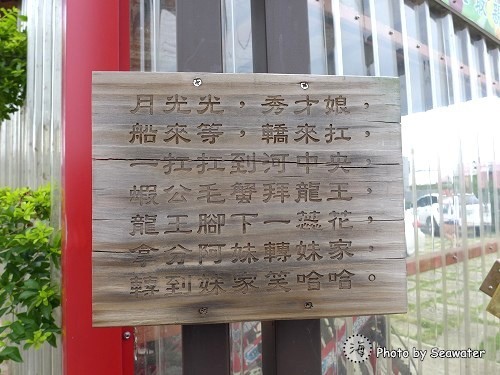 月光光，秀才娘，
船來等，轎來扛，
一扛扛到河中央，
蝦公毛蟹拜龍王，
龍王腳下一蕊花，
拿分阿妹轉妹家，
轉到妹家笑哈哈。
海
Photo by Seawater